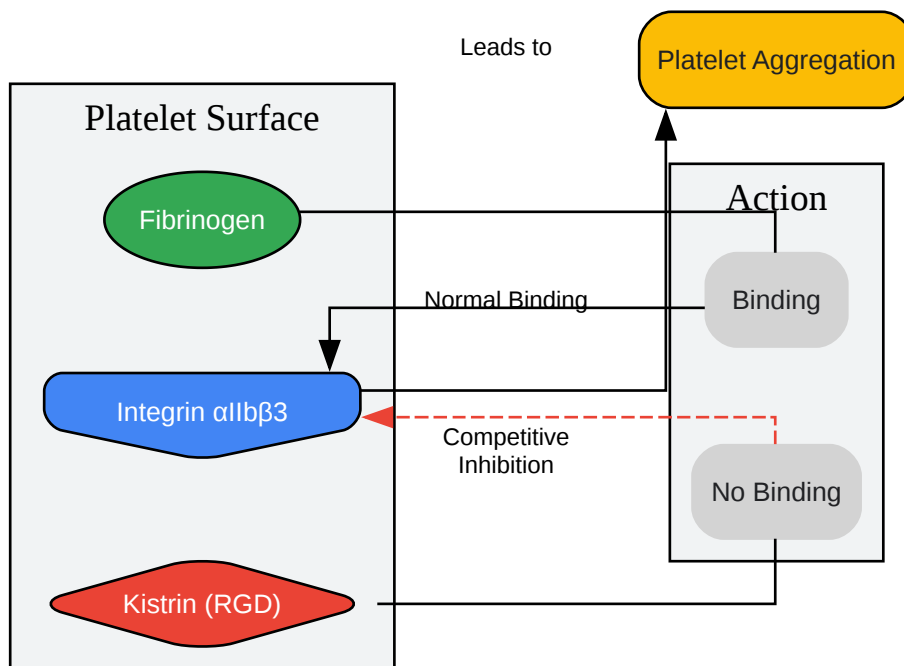 Leads to
Platelet Aggregation
Platelet Surface
Action
Fibrinogen
Binding
Normal Binding
Integrin αIIbβ3
Competitive
Inhibition
No Binding
Kistrin (RGD)